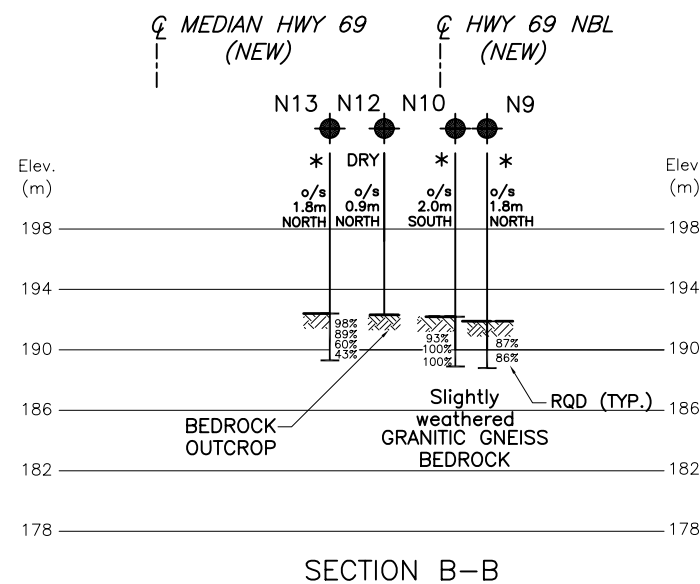 ℄ MEDIAN HWY 69
(NEW)
℄ HWY 69 NBL
(NEW)
N13 N12 N10 N9
* DRY * *
Elev.
(m)
Elev
(m)
o/s
1.8m
NORTH
o/s
0.9m
NORTH
o/s
2.0m
SOUTH
o/s
1.8m
NORTH
198 198
194 194
98%
89%
60%
43%
93%
100%
100%
87%
86%
190 190
186 186
BEDROCK
OUTCROP
Slightly
weathered
GRANITIC GNEISS
BEDROCK
RQD (TYP.)
182 182
178 178
SECTION B-B